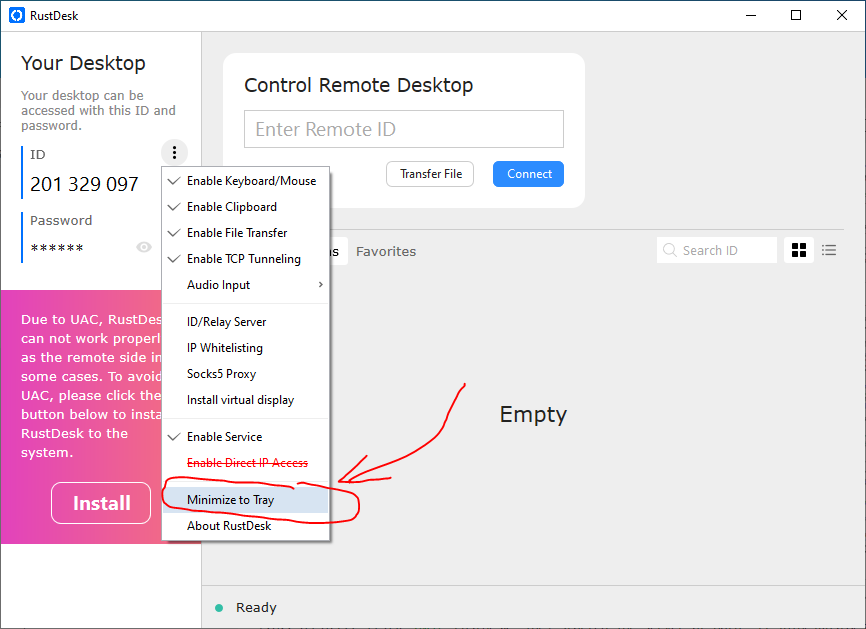 RustDesk
Your Desktop
Your desktop can be
accessed with this ID and
password.
ID
201 329 097
Password
******
Due to UAC, RustDes
can not work properl
as the remote side in
some cases. To avoid
UAC, please click the
button below to insta
RustDesk to the
system.
Install
Enable Keyboard/Mouse
Enable Clipboard
Enable File Transfer
Enable TCP Tunneling
Audio Input
ID/Relay Server
IP Whitelisting
Socks5 Proxy
Install virtual display
Enable Service
Enable Direct IP Access
Minimize to Tray
About RustDesk
Control Remote Desktop
Enter Remote ID
Transfer File
Connect
s Favorites
Search ID
Empty
Ready